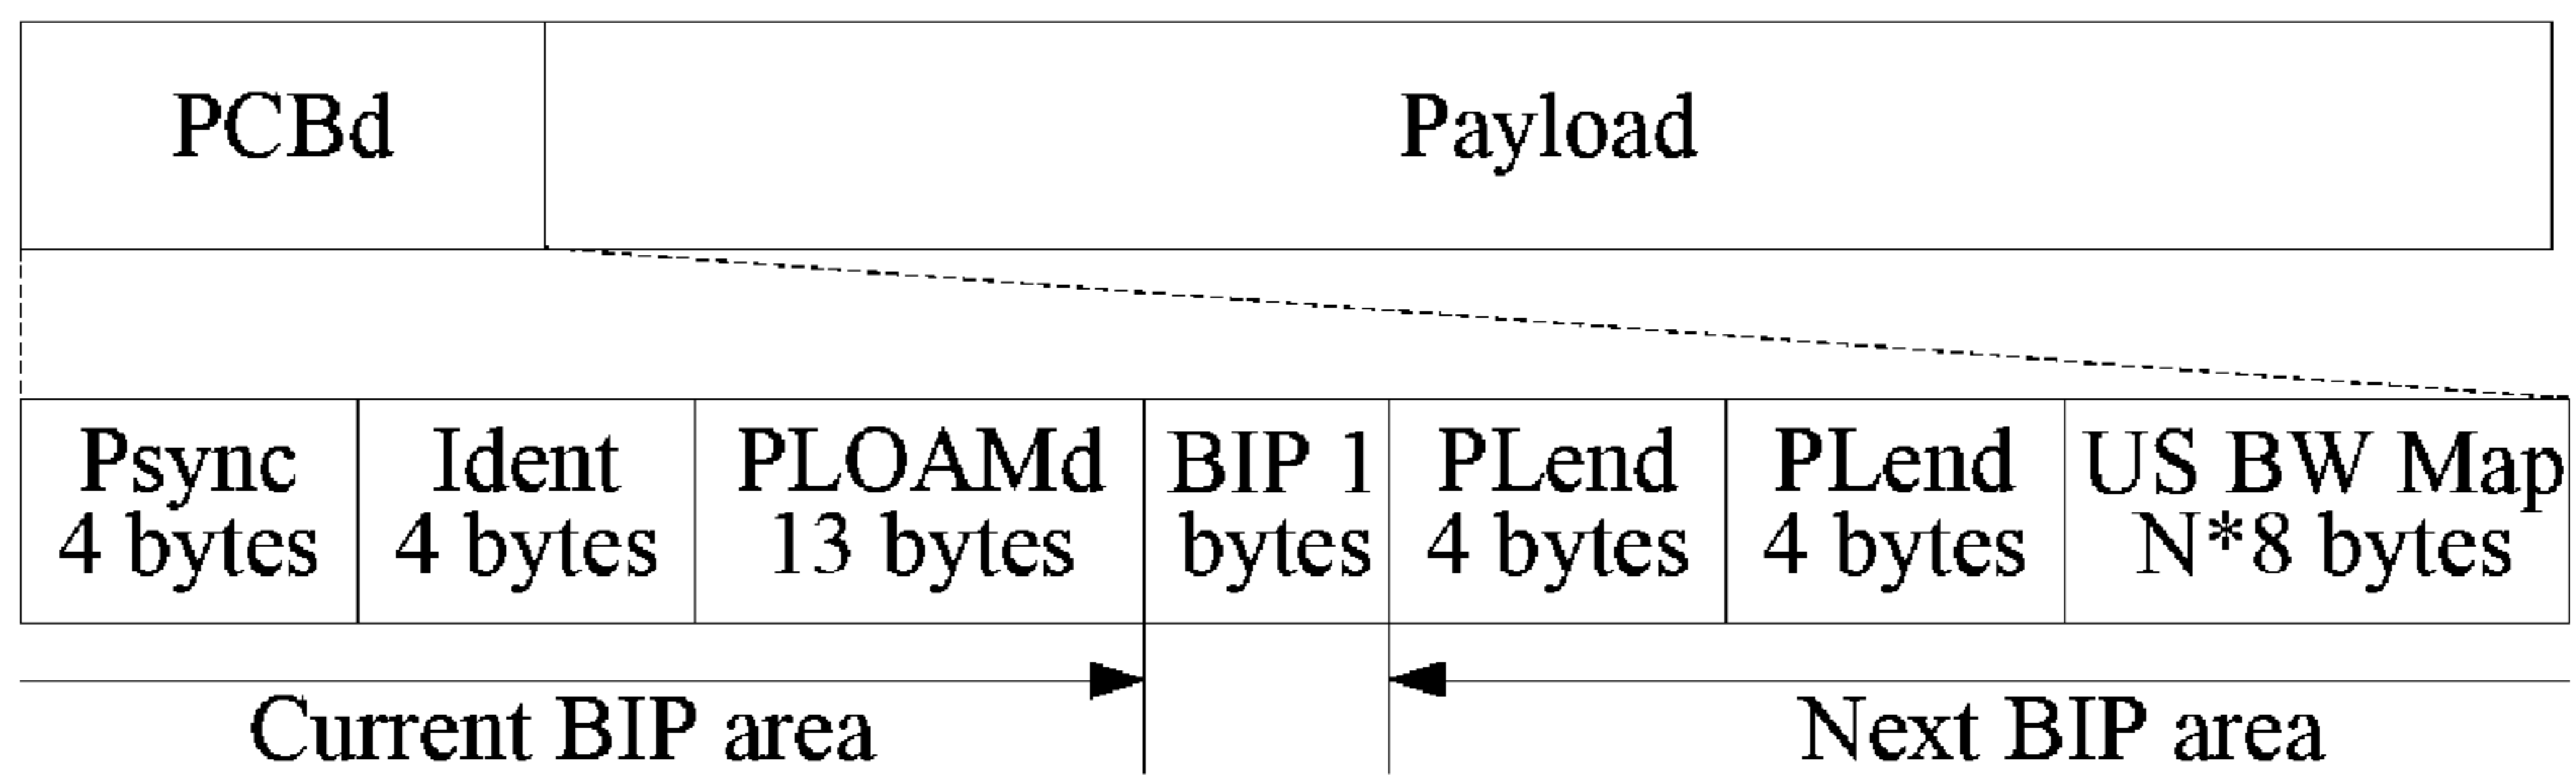 PCBd
Payload
Psync
4 bytes
Ident
4 bytes
PLOAMd
13 bytes
BIP 1
bytes
PLend
4 bytes
PLend
4 bytes
US BW Map
N*8 bytes
Current BIP area
Next BIP area